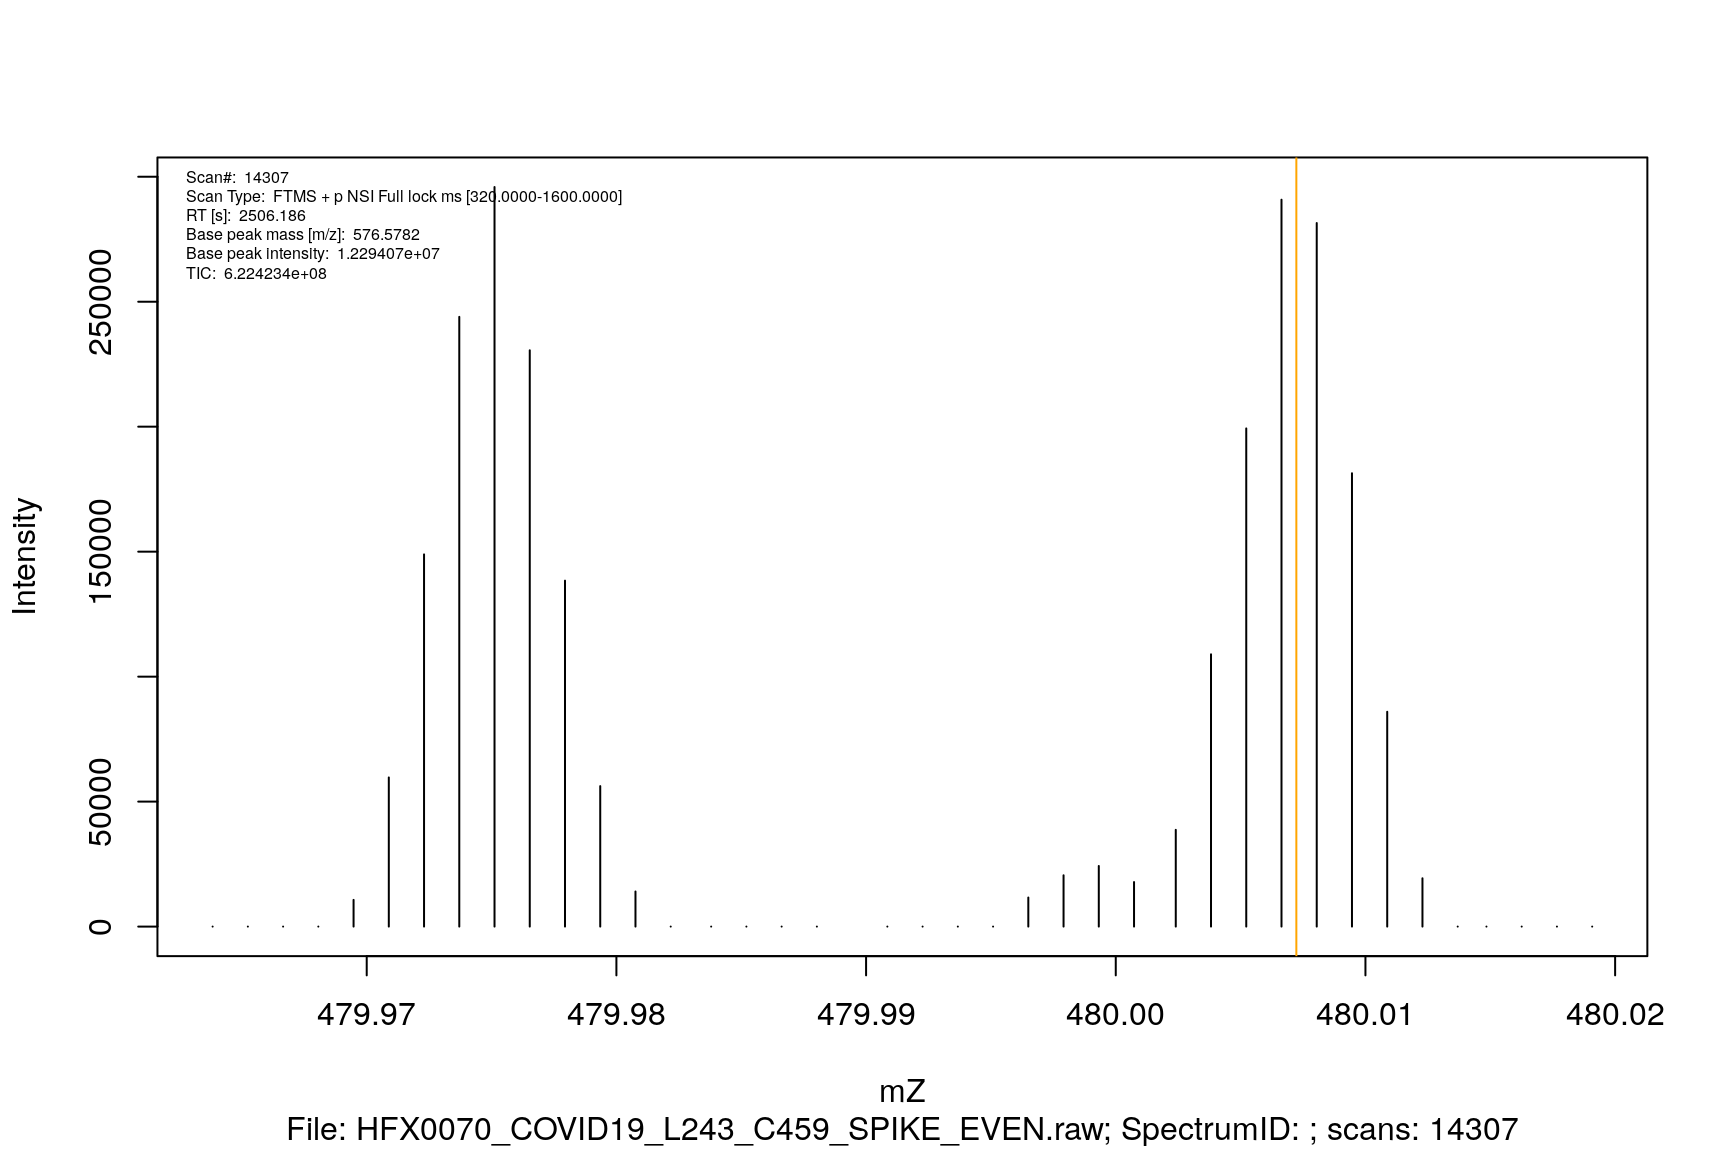 Scan#: 14307
Scan Type: FTMS + p NSI Full lock ms [320.0000-1600.0000]
RT [s]: 2506.186
Base peak mass [m/z]: 576.5782
Base peak intensity: 1.229407e+07
TIC: 6.224234e+08
250000
150000
50000
0
Intensity
479.97 479.98 479.99 480.00 480.01 480.02
mZ
File: HFX0070_COVID19_L243_C459_SPIKE_EVEN.raw; SpectrumID: ; scans: 14307